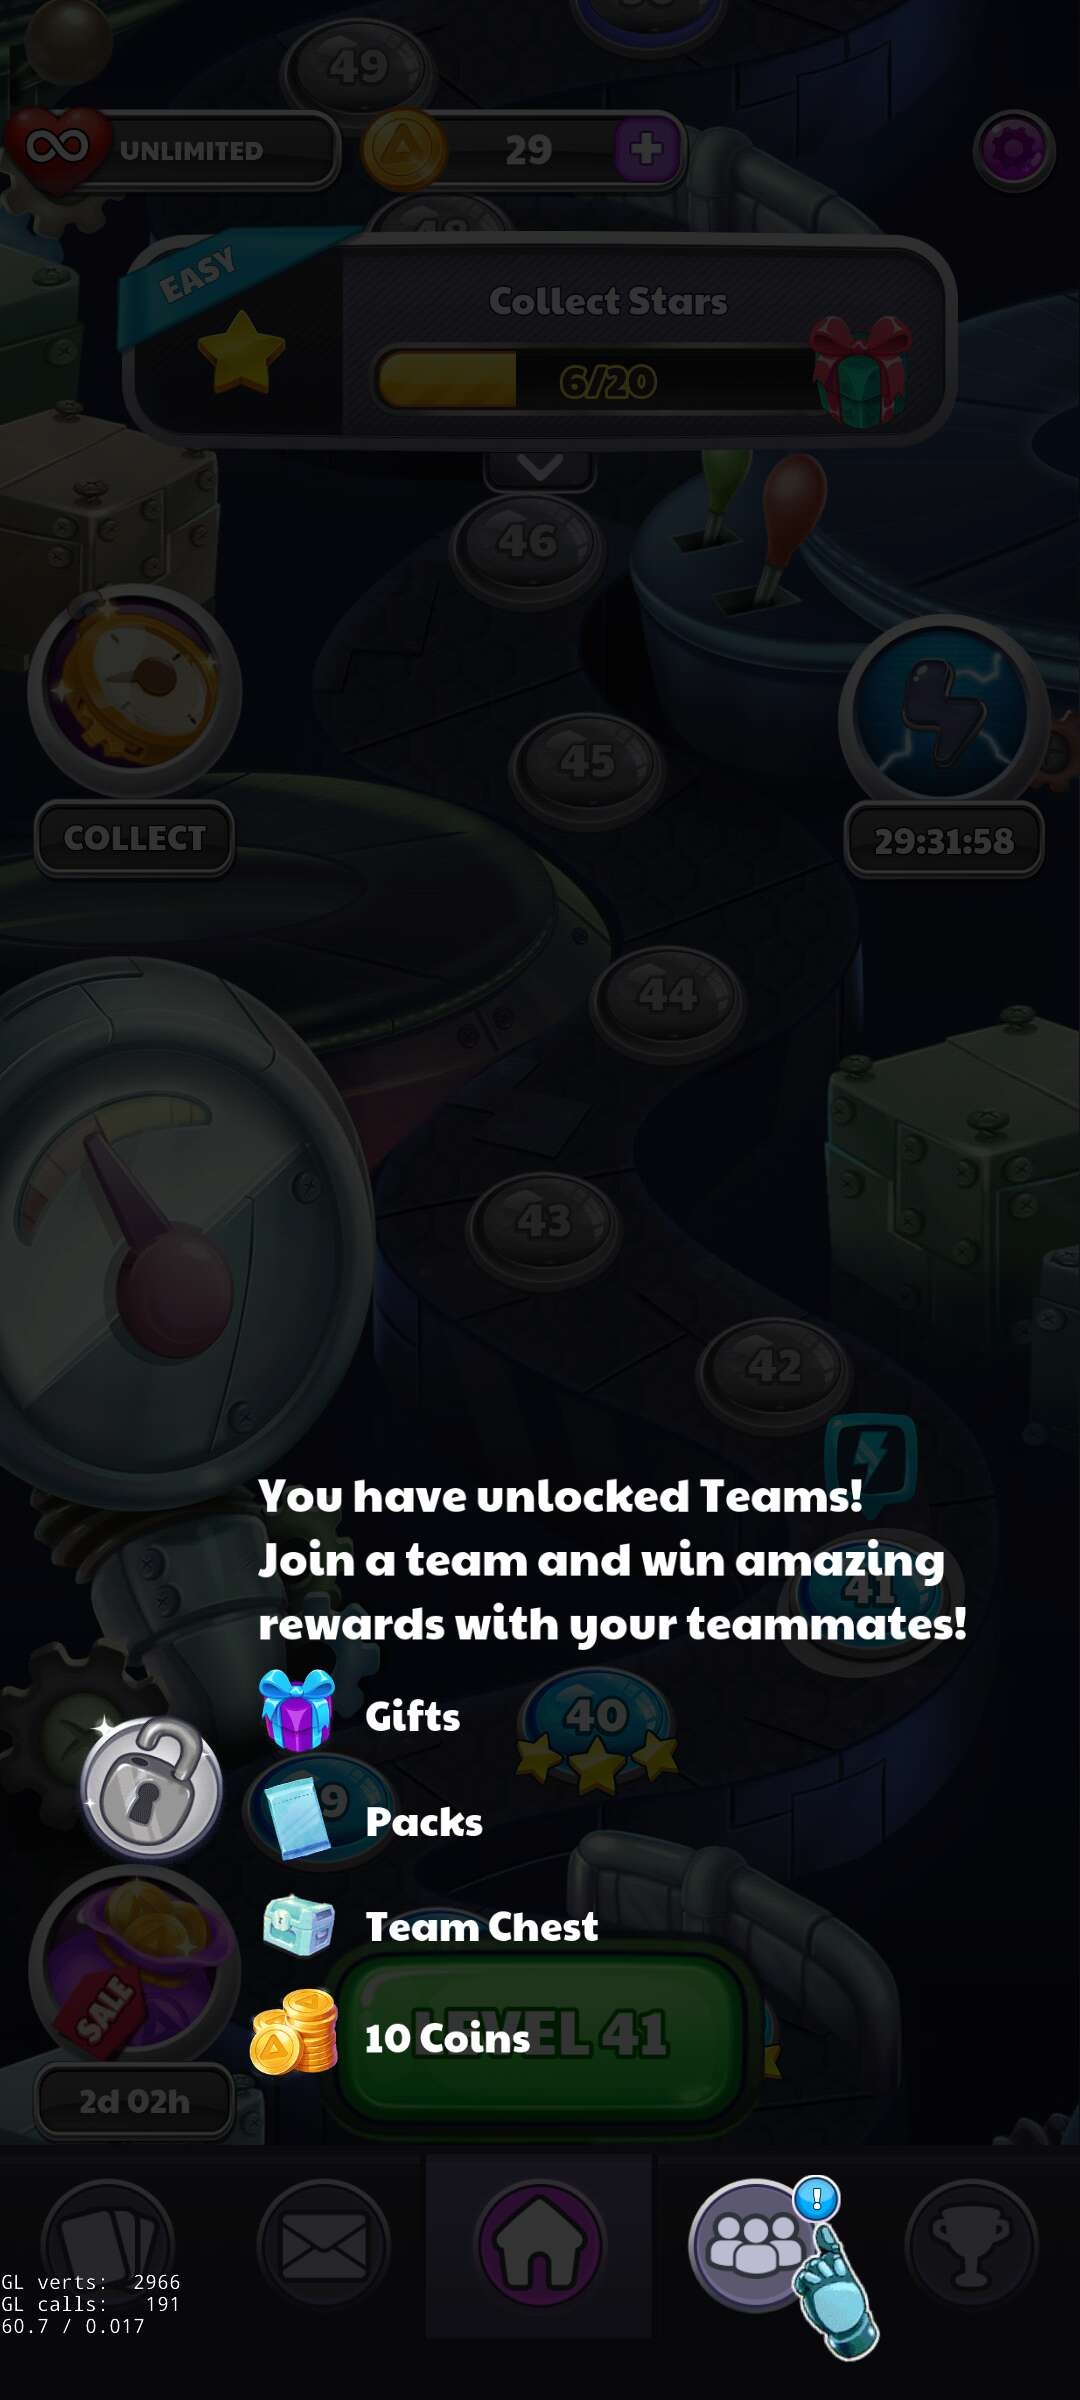 49
UNLIMITED
29
48
EASY
Collect Stars
6/20
46
45
COLLECT
29:31:58
44
43
42
You have unlocked Teams!
Join a team and win amazing
41
rewards with your teammates!
Gifts
40
Packs
9
Team Chest
SALE
LEVEL 41
10 Coins
2d 02h
!
GL verts: 2966
GL calls: 191
60.7 / 0.017